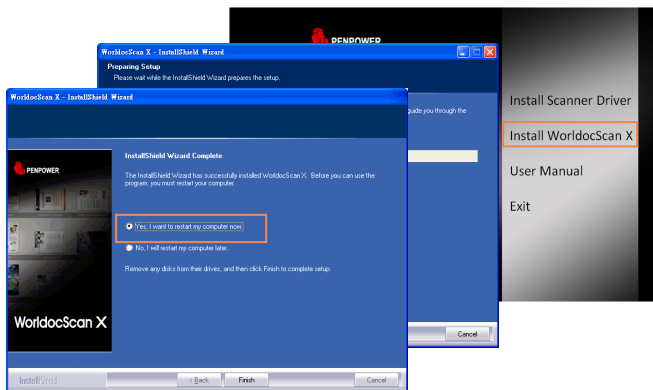 PENPOWER
Install Scanner Driver
Install WorldocScan X
User Manual
Exit
WorldocScan X - InstallShield Wizard
Preparing Setup
Please wait while the InstallShield Wizard prepares the setup.
guide you through the
Cancel
WorldocScan X - InstallShield Wizard
PENPOWER
WorldocScan X
InstallShield Wizard Complete
The InstallShield Wizard has successfully installed WorldocScan X. Before you can use the
program, you must restart your computer.
Yes, I want to restart my computer now.
No, I will restart my computer later.
Remove any disks from their drives, and then click Finish to complete setup.
InstallShield
< Back
Finish
Cancel